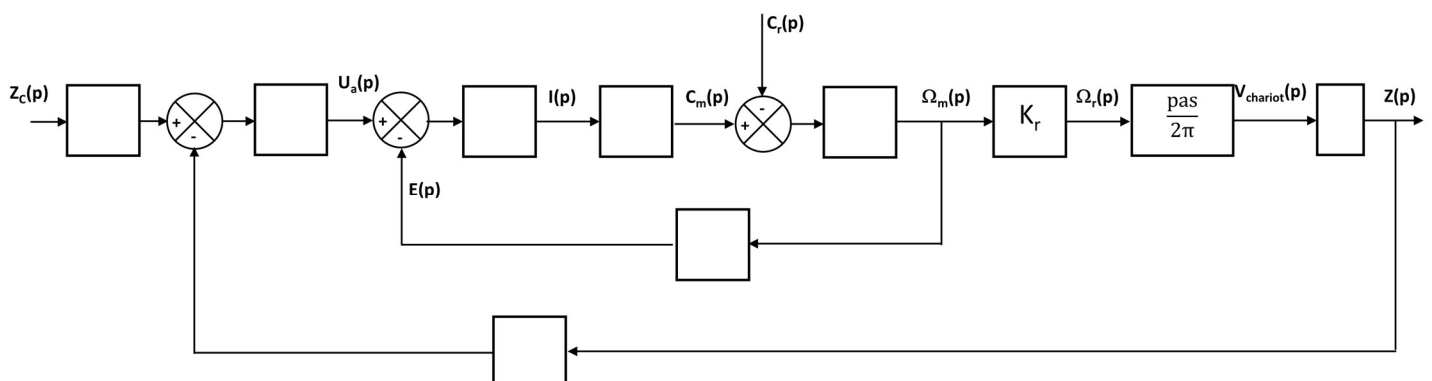 Cr(p)
ZC(p)
+
-
Ua(p)
+
-
I(p)
Cm(p)
-
+
Ωm(p)
Kr
Ωr(p)
pas
2π
Vchariot(p)
Z(p)
E(p)